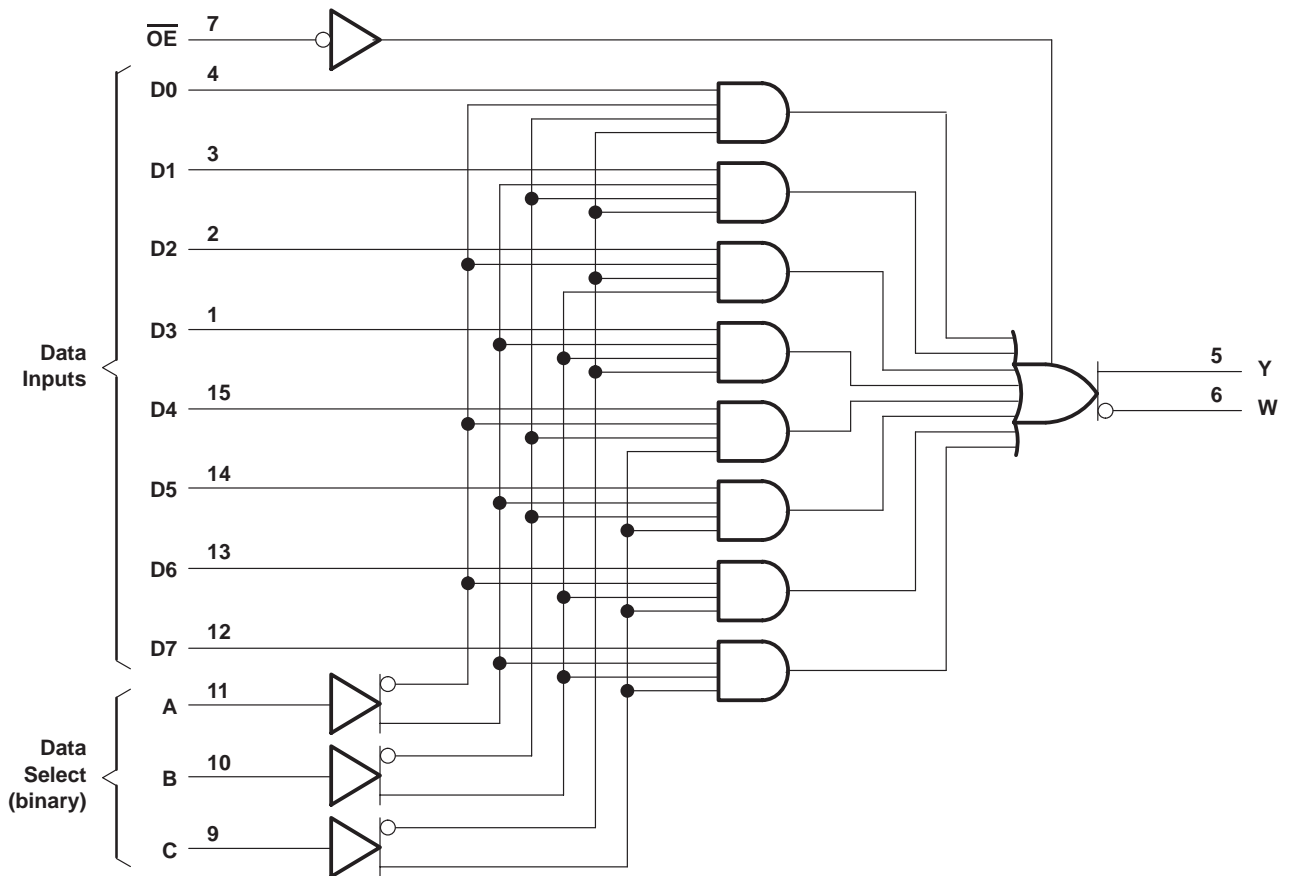 OE 7
D0 4
D1 3
D2 2
D3 1
Data
Inputs
D4 15
D5 14
D6 13
D7 12
5 Y
6 W
A 11
Data
Select
(binary)
B 10
C 9